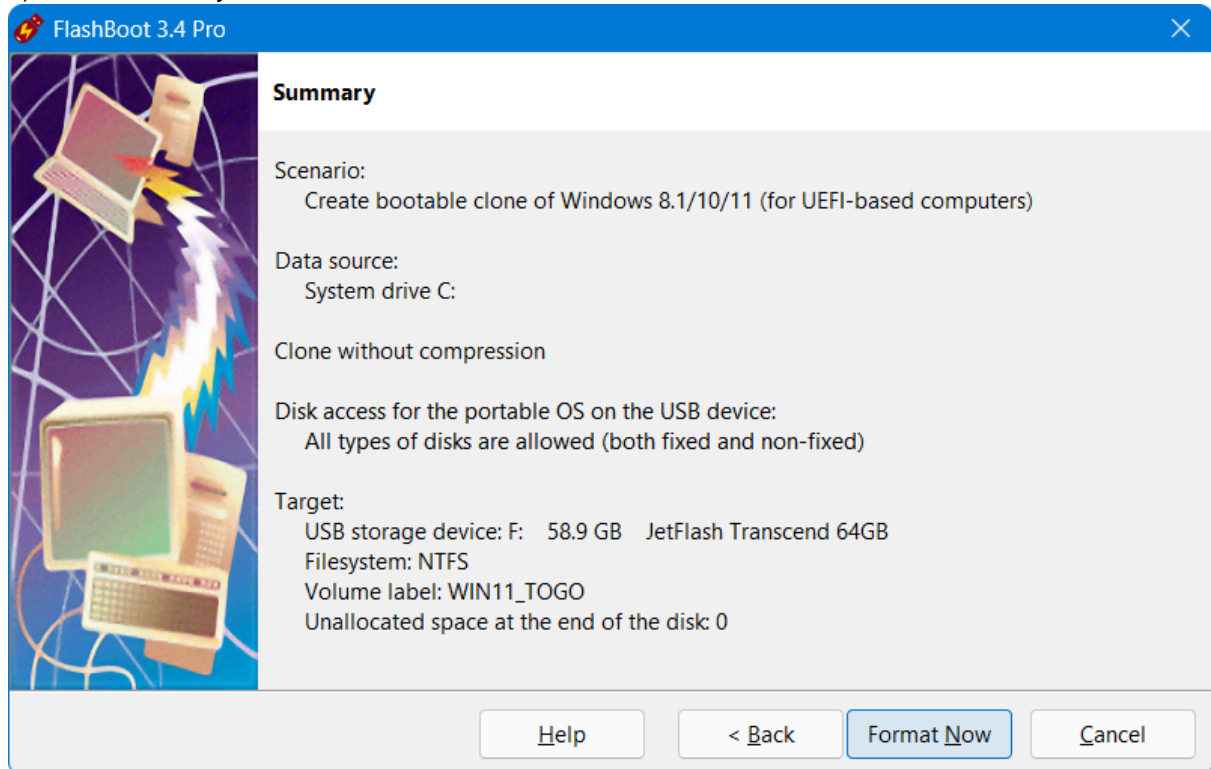 FlashBoot 3.4 Pro
Summary
Scenario:
Create bootable clone of Windows 8.1/10/11 (for UEFI-based computers)
Data source:
System drive C:
Clone without compression
Disk access for the portable OS on the USB device:
All types of disks are allowed (both fixed and non-fixed)
Target:
USB storage device: F: 58.9 GB JetFlash Transcend 64GB
Filesystem: NTFS
Volume label: WIN11_TOGO
Unallocated space at the end of the disk: 0
Help
< Back
Format Now
Cancel